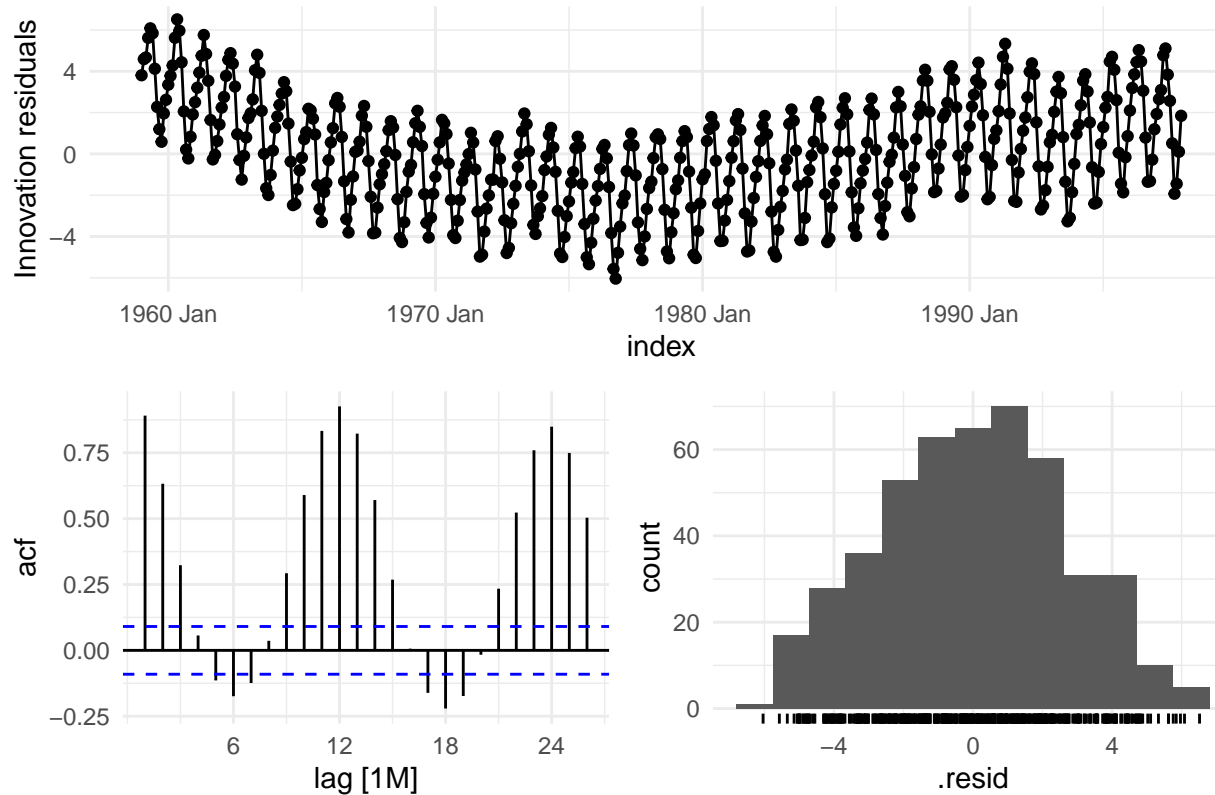 Innovation residuals
4
0
−4
1960 Jan 1970 Jan 1980 Jan 1990 Jan
index
acf
0.75
0.50
0.25
0.00
−0.25
6 12 18 24
lag [1M]
count
60
40
20
0
−4 0 4
.resid